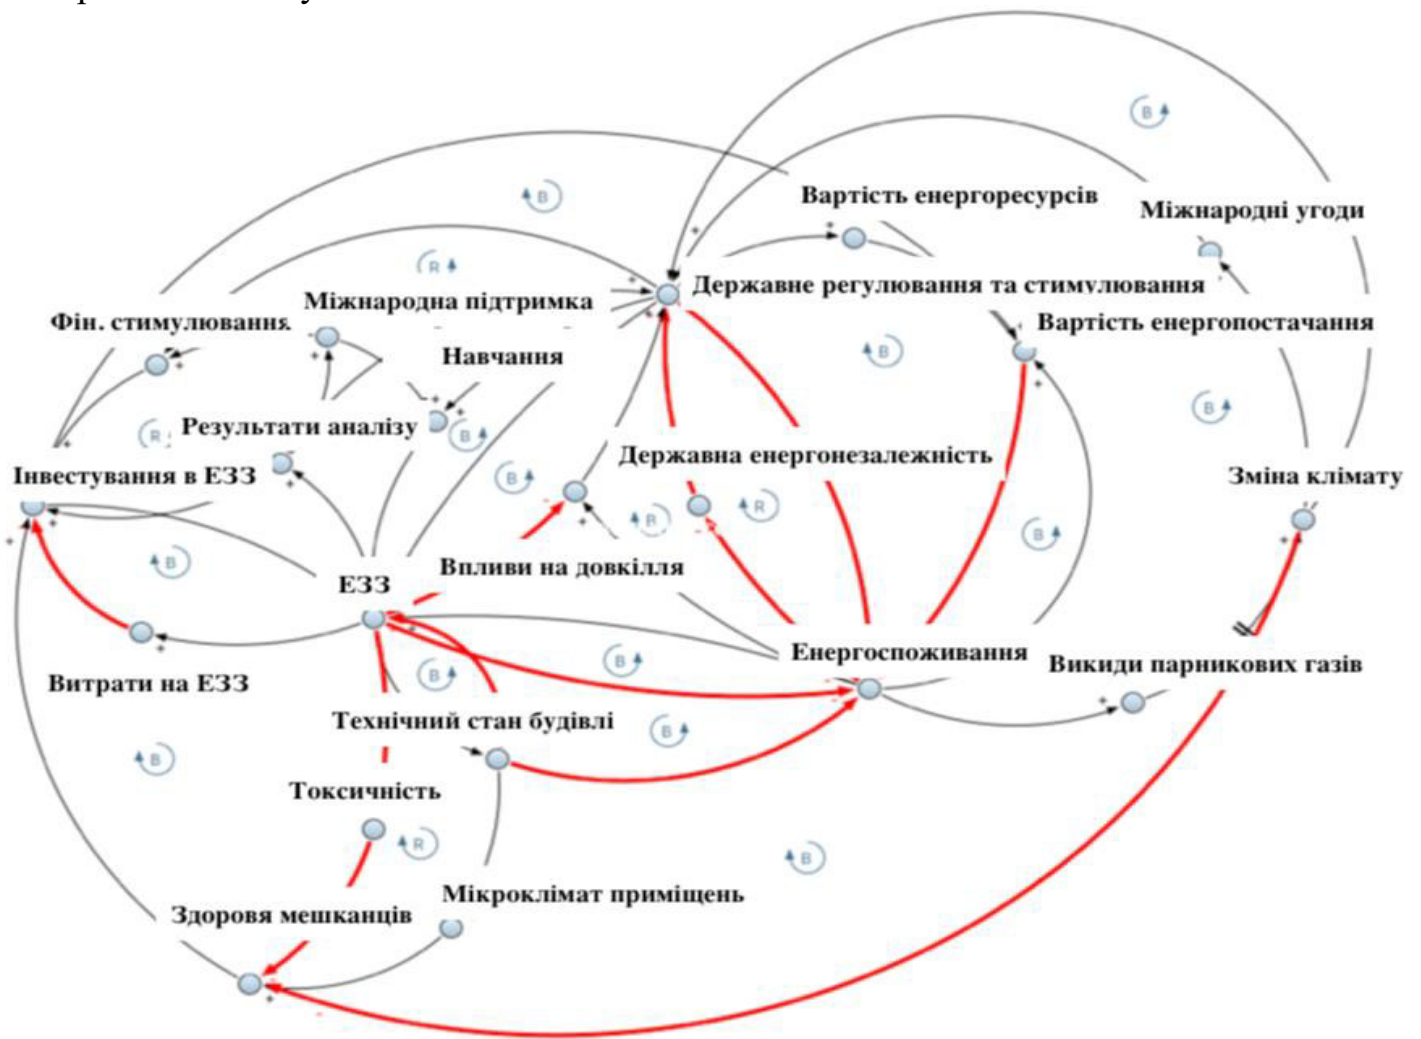 Вартість енергоресурсів
Міжнародні угоди
Державне регулювання та стимулювання
Міжнародна підтримка
Фін. стимулювання
Вартість енергопостачання
Навчання
Результати аналізу
Державна енергонезалежність
Інвестування в ЕЗЗ
Зміна клімату
Впливи на довкілля
ЕЗЗ
Енергоспоживання
Викиди парникових газів
Витрати на ЕЗЗ
Технічний стан будівлі
Токсичність
Мікроклімат приміщень
Здоровя мешканців
B
B
R
B
B
R
B
B
B
R
B
B
B
B
B
B
R
B